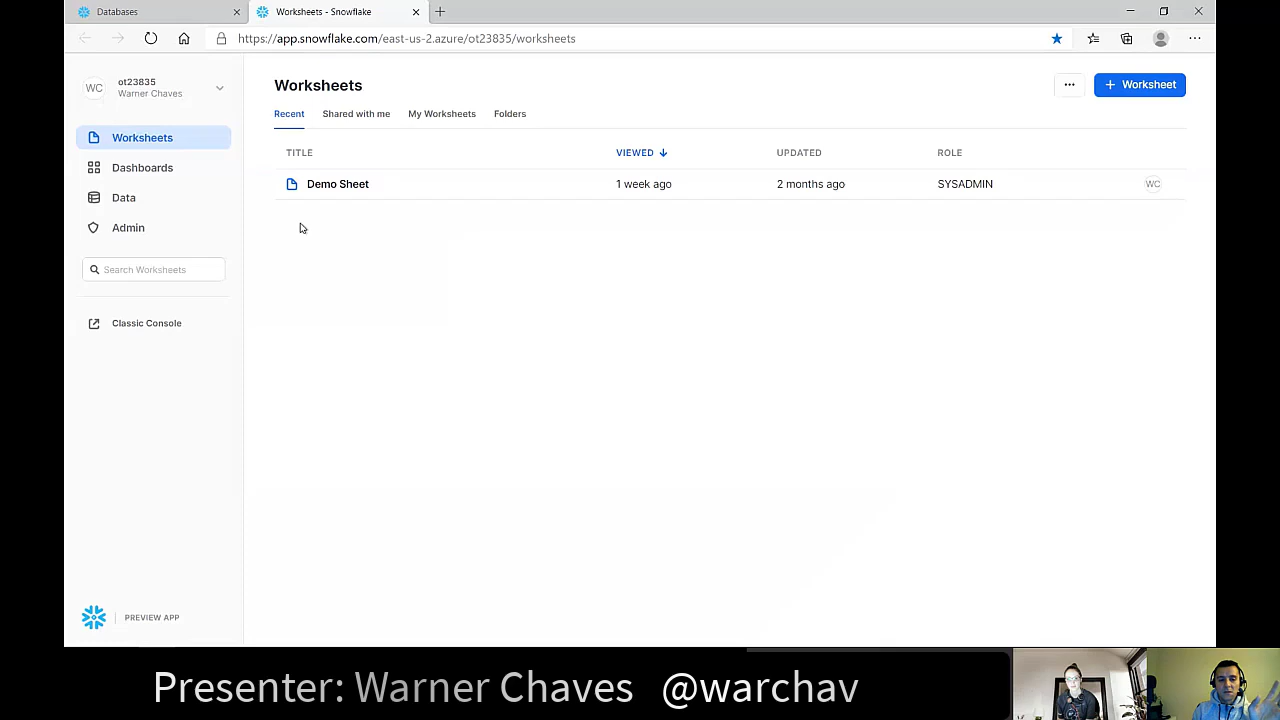 Databases
Worksheets - Snowflake
https://app.snowflake.com/east-us-2.azure/ot23835/worksheets
WC
ot23835
Warner Chaves
Worksheets
Dashboards
Data
Admin
Search Worksheets
Classic Console
PREVIEW APP
Worksheets
+ Worksheet
Recent Shared with me My Worksheets Folders
TITLE VIEWED UPDATED ROLE
Demo Sheet 1 week ago 2 months ago SYSADMIN WC
Presenter: Warner Chaves @warchav